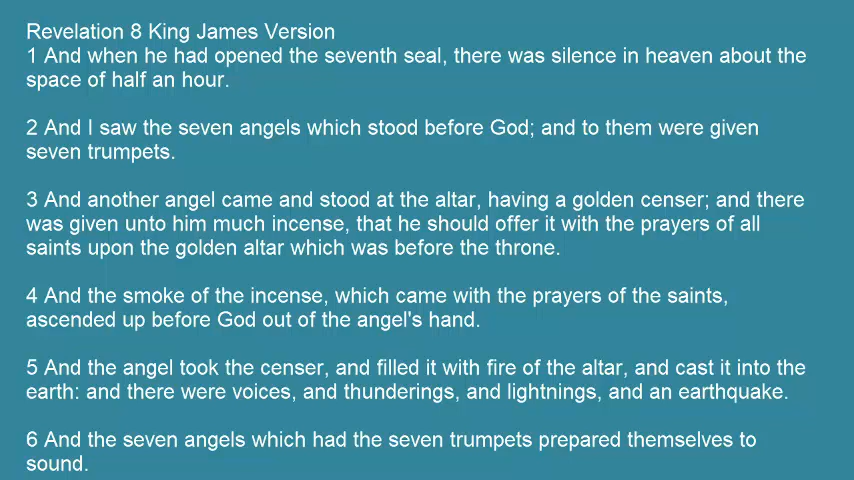 Revelation 8 King James Version
1 And when he had opened the seventh seal, there was silence in heaven about the
space of half an hour.
2 And I saw the seven angels which stood before God; and to them were given
seven trumpets.
3 And another angel came and stood at the altar, having a golden censer; and there
was given unto him much incense, that he should offer it with the prayers of all
saints upon the golden altar which was before the throne.
4 And the smoke of the incense, which came with the prayers of the saints,
ascended up before God out of the angel's hand.
5 And the angel took the censer, and filled it with fire of the altar, and cast it into the
earth: and there were voices, and thunderings, and lightnings, and an earthquake.
6 And the seven angels which had the seven trumpets prepared themselves to
sound.